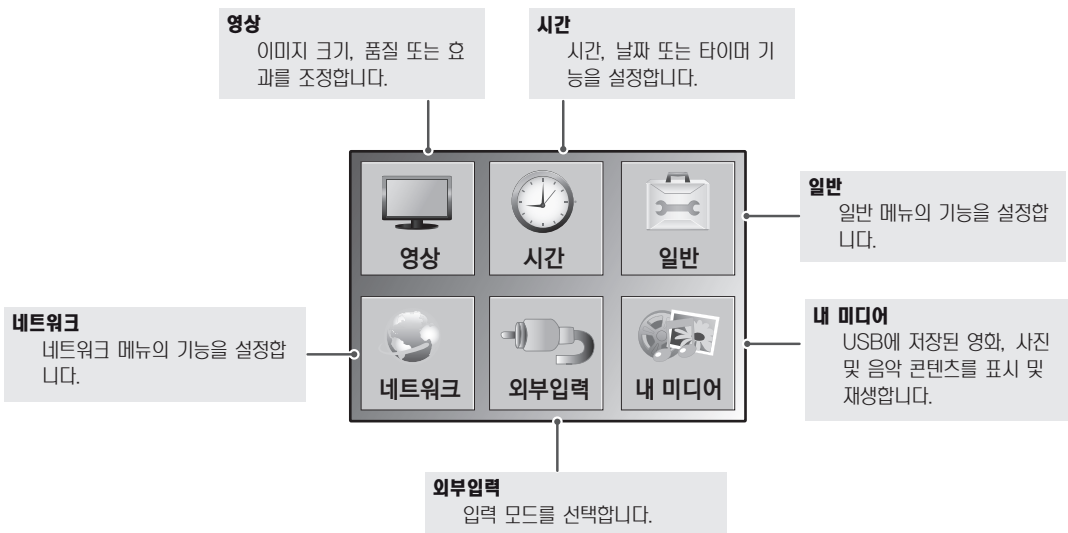 영상
이미지 크기, 품질 또는 효
과를 조정합니다.
시간
시간, 날짜 또는 타이머 기
능을 설정합니다.
영상
시간
일반
일반
일반 메뉴의 기능을 설정합
니다.
네트워크
네트워크 메뉴의 기능을 설정합
니다.
네트워크
외부입력
내 미디어
내 미디어
USB에 저장된 영화, 사진
및 음악 콘텐츠를 표시 및
재생합니다.
외부입력
입력 모드를 선택합니다.